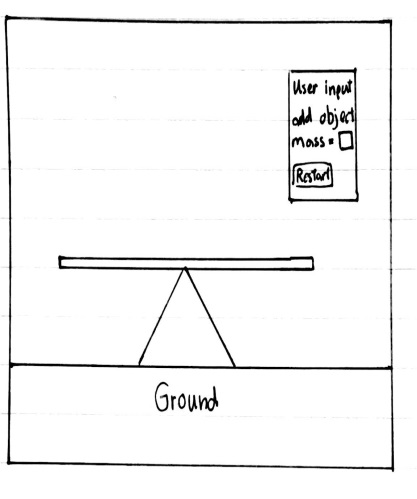 User input
add object
mass =
Restart
Ground